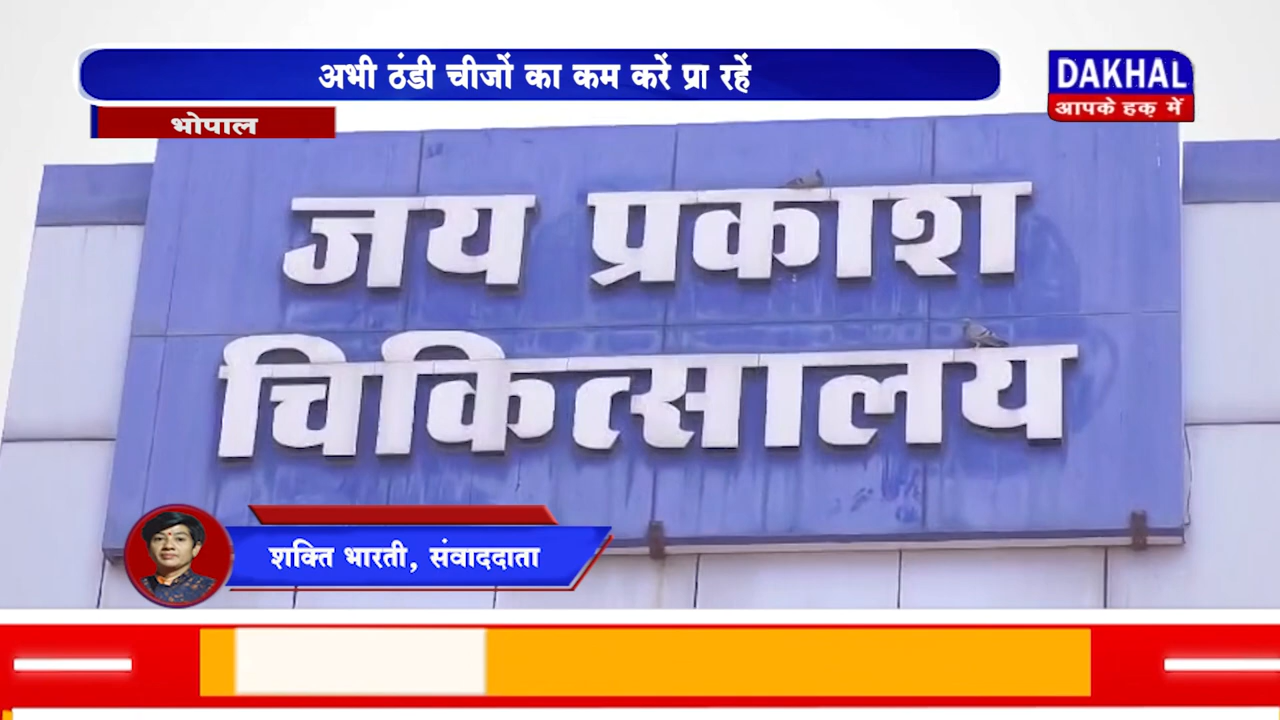 अभी ठंडी चीजों का कम करें प्रा रहें
DAKHAL
आपके हक़ में
भोपाल
जय प्रकाश
चिकित्सालय
शक्ति भारती, संवाददाता